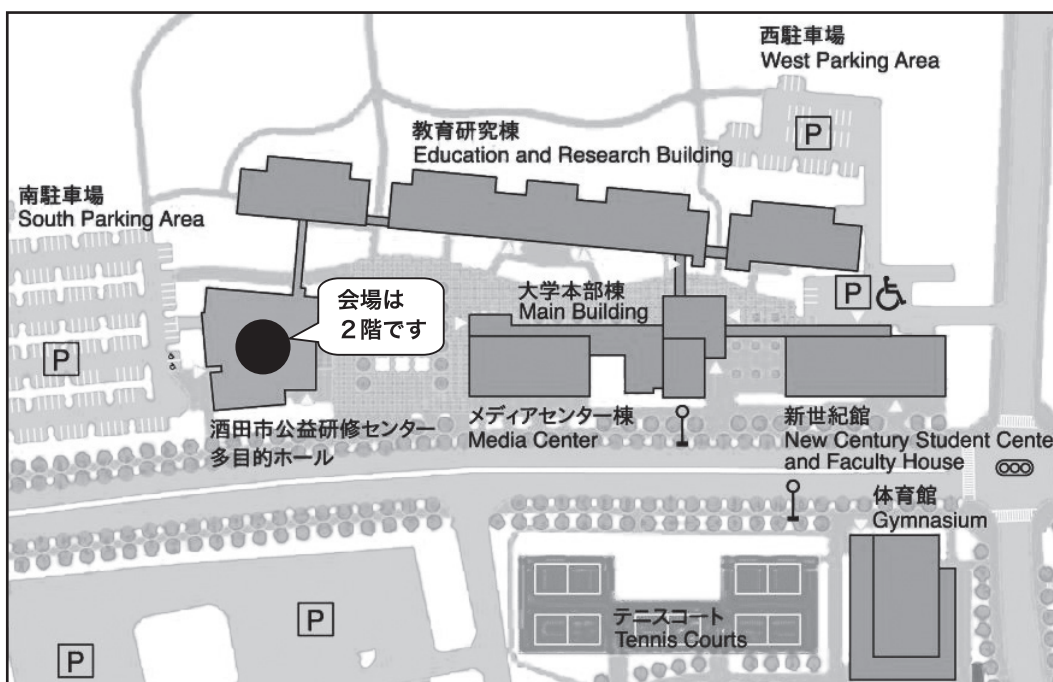 西駐車場
West Parking Area
P
教育研究棟
Education and Research Building
南駐車場
South Parking Area
P
会場は
2階です
大学本部棟
Main Building
P
酒田市公益研修センター
多目的ホール
メディアセンター棟
Media Center
新世紀館
New Century Student Cente
and Faculty House
体育館
Gymnasium
テニスコート
Tennis Courts
P
P